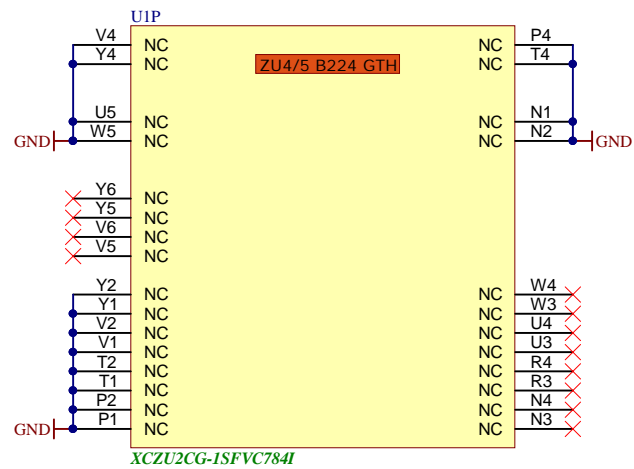 U1P
V4 NC NC P4
Y4 NC ZU4/5 B224 GTH NC T4
U5 NC NC N1
GND W5 NC NC N2 GND
Y6 NC
Y5 NC
V6 NC
V5 NC
Y2 NC NC W4
Y1 NC NC W3
V2 NC NC U4
V1 NC NC U3
T2 NC NC R4
T1 NC NC R3
P2 NC NC N4
GND P1 NC NC N3
XCZU2CG-1SFVC784I